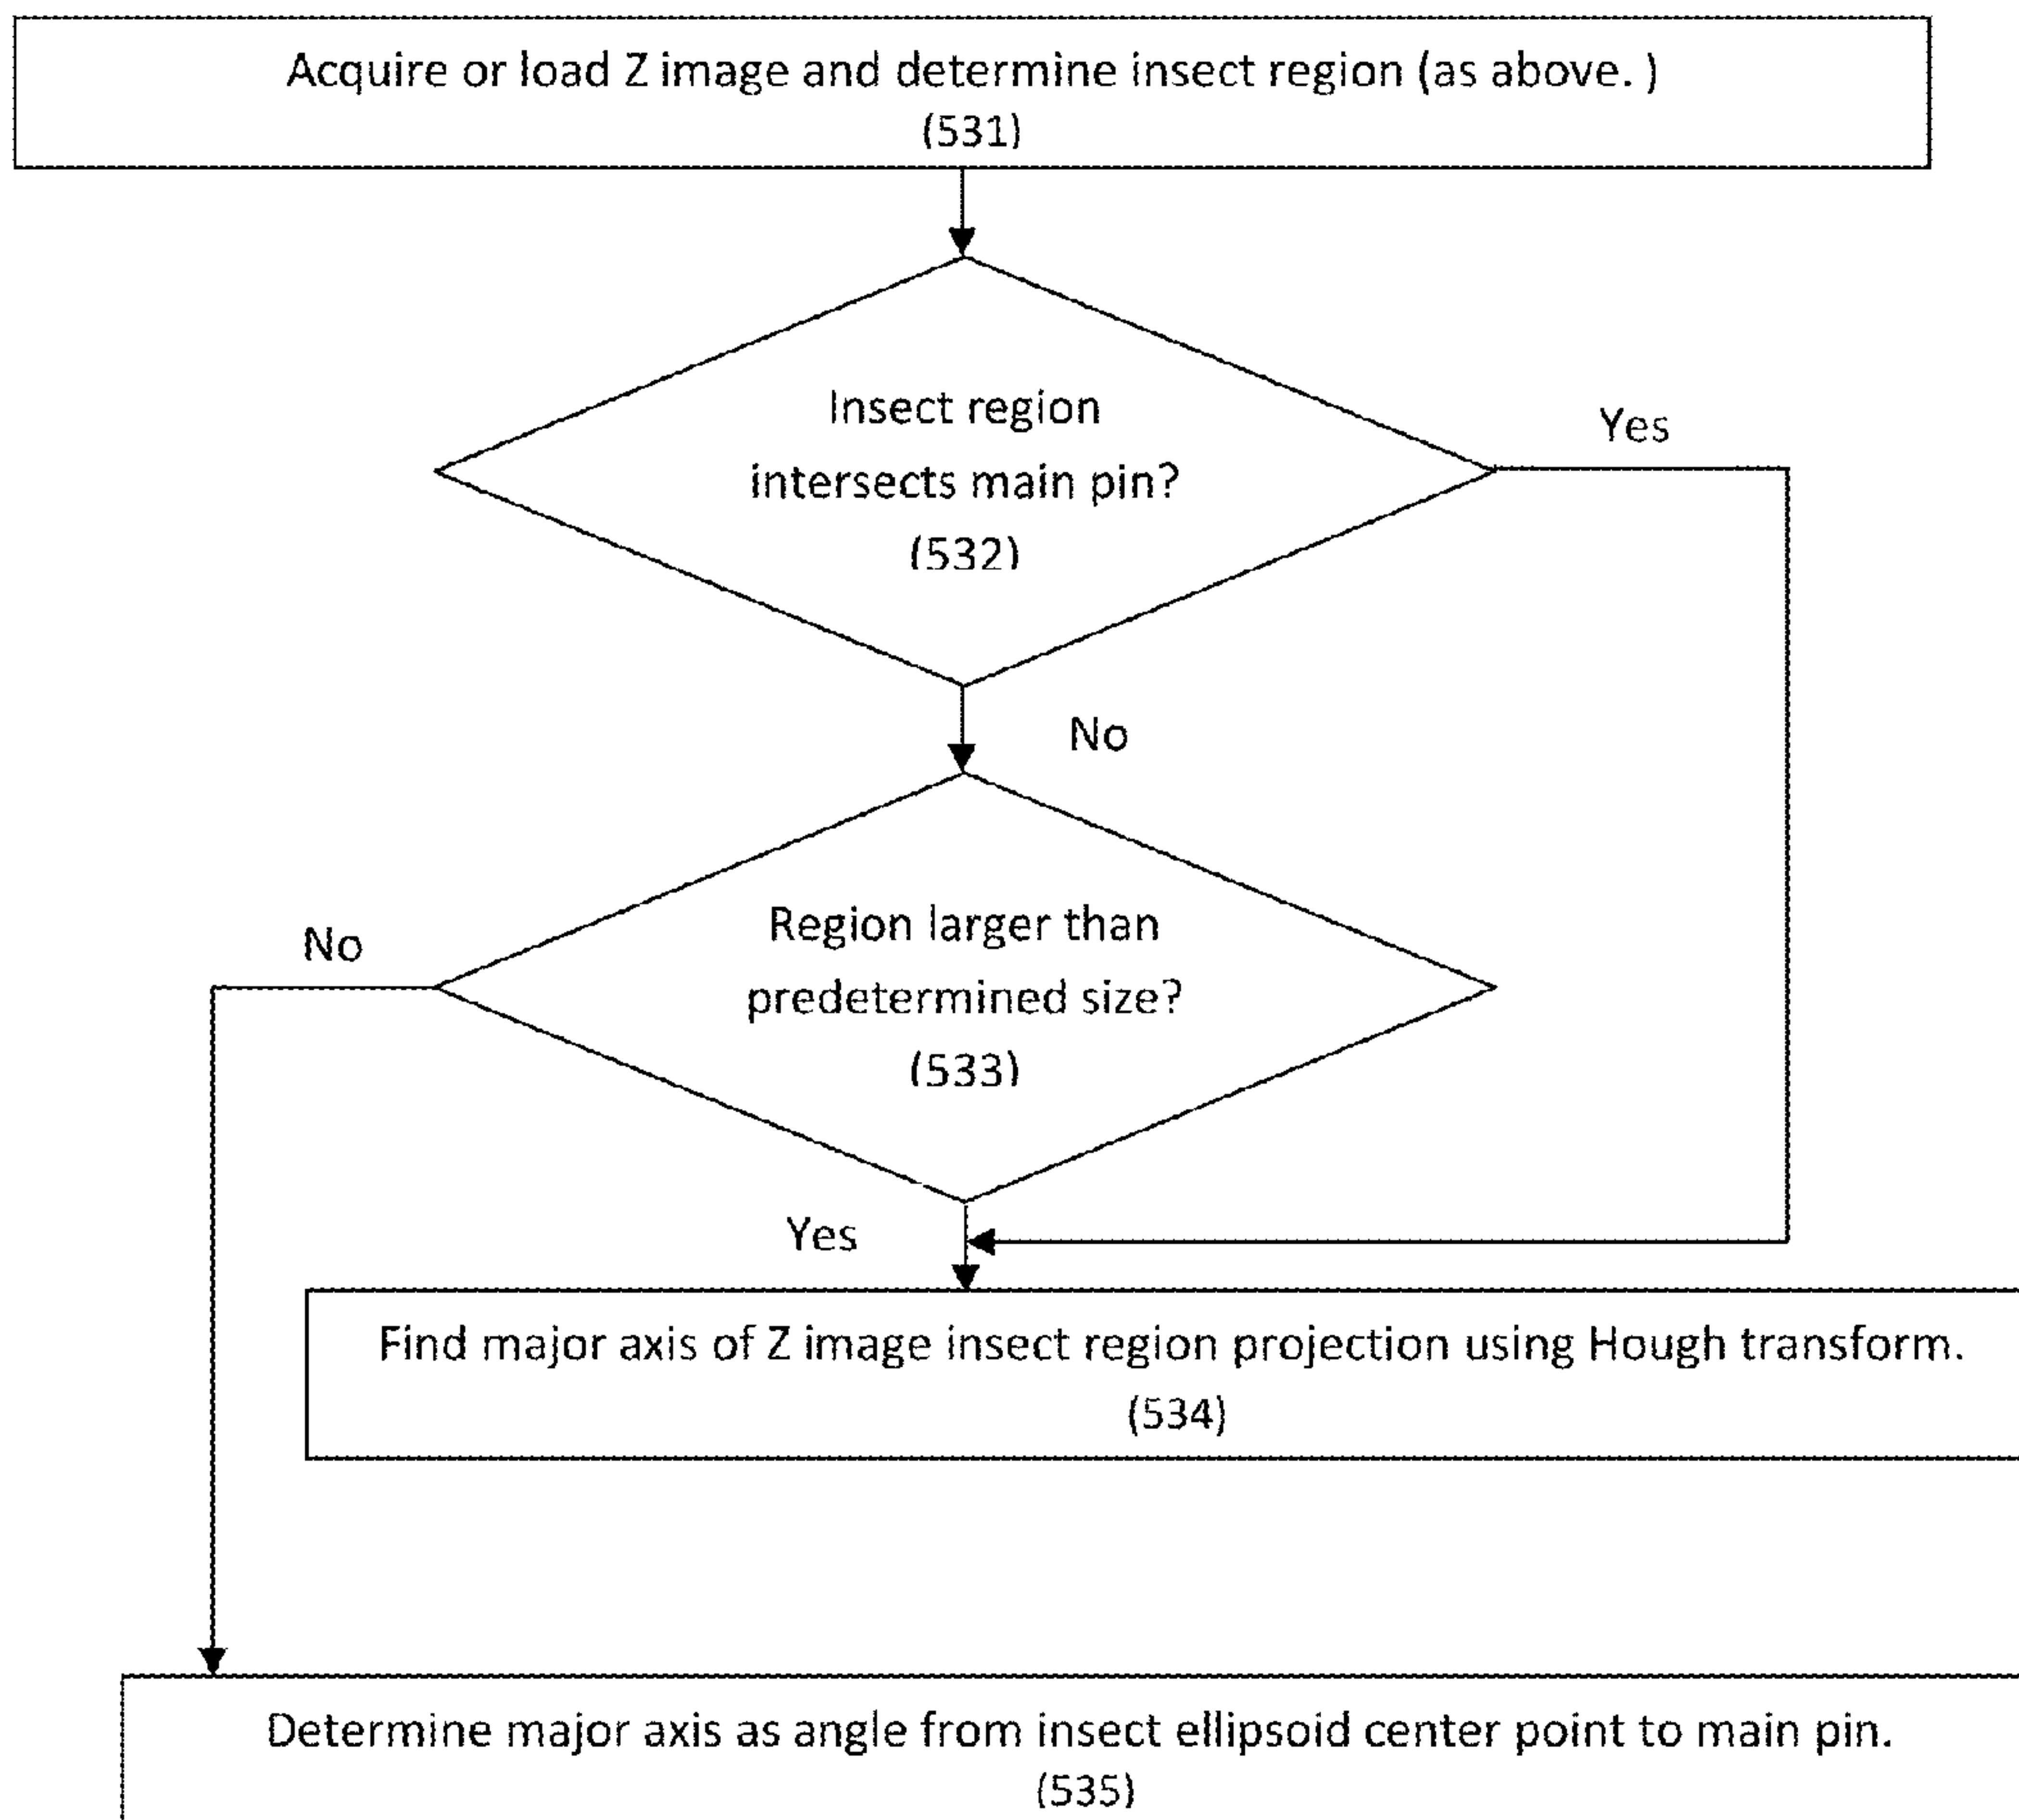 Acquire or load Z image and determine insect region (as above. )
(531)
Insect region
intersects main pin?
(532)
Yes
No
Region larger than
predetermined size?
(533)
No
Yes
Find major axis of Z image insect region projection using Hough transform.
(534)
Determine major axis as angle from insect ellipsoid center point to main pin.
(535)